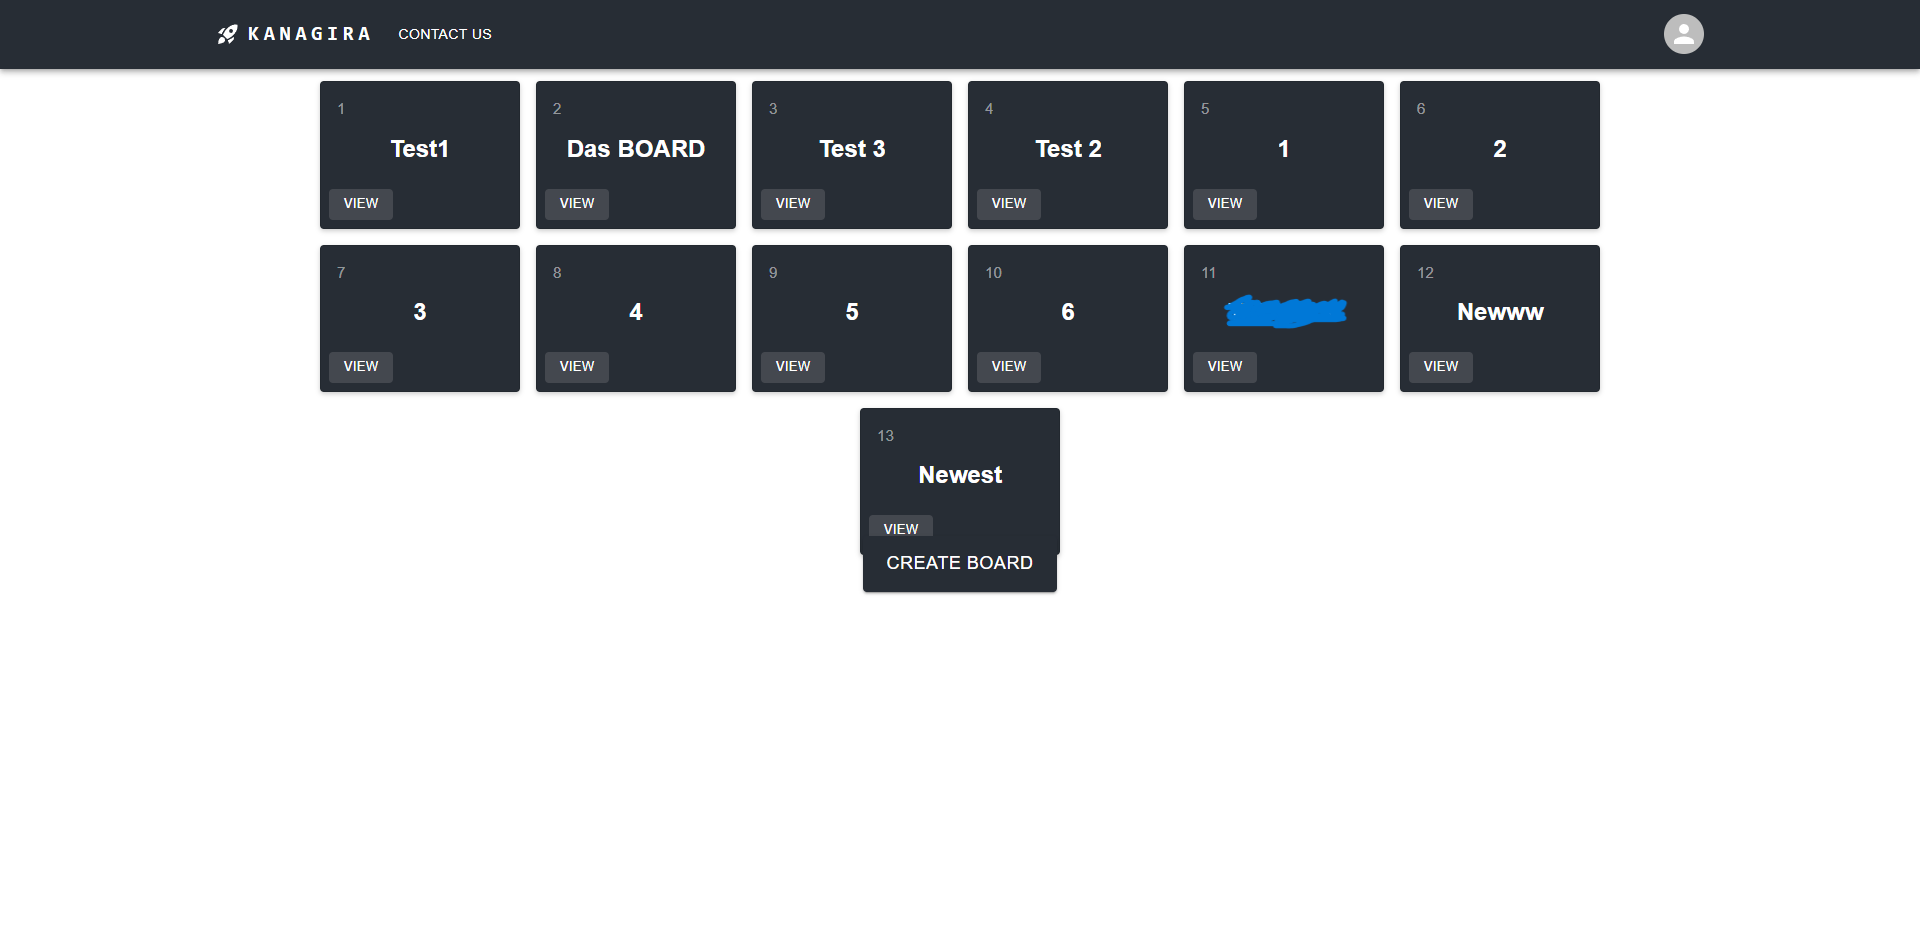 KANAGIRA CONTACT US
1 2 3 4 5 6
Test1 Das BOARD Test 3 Test 2 1 2
VIEW VIEW VIEW VIEW VIEW VIEW
7 8 9 10 11 12
3 4 5 6 Newww
VIEW VIEW VIEW VIEW VIEW VIEW
13
Newest
VIEW
CREATE BOARD